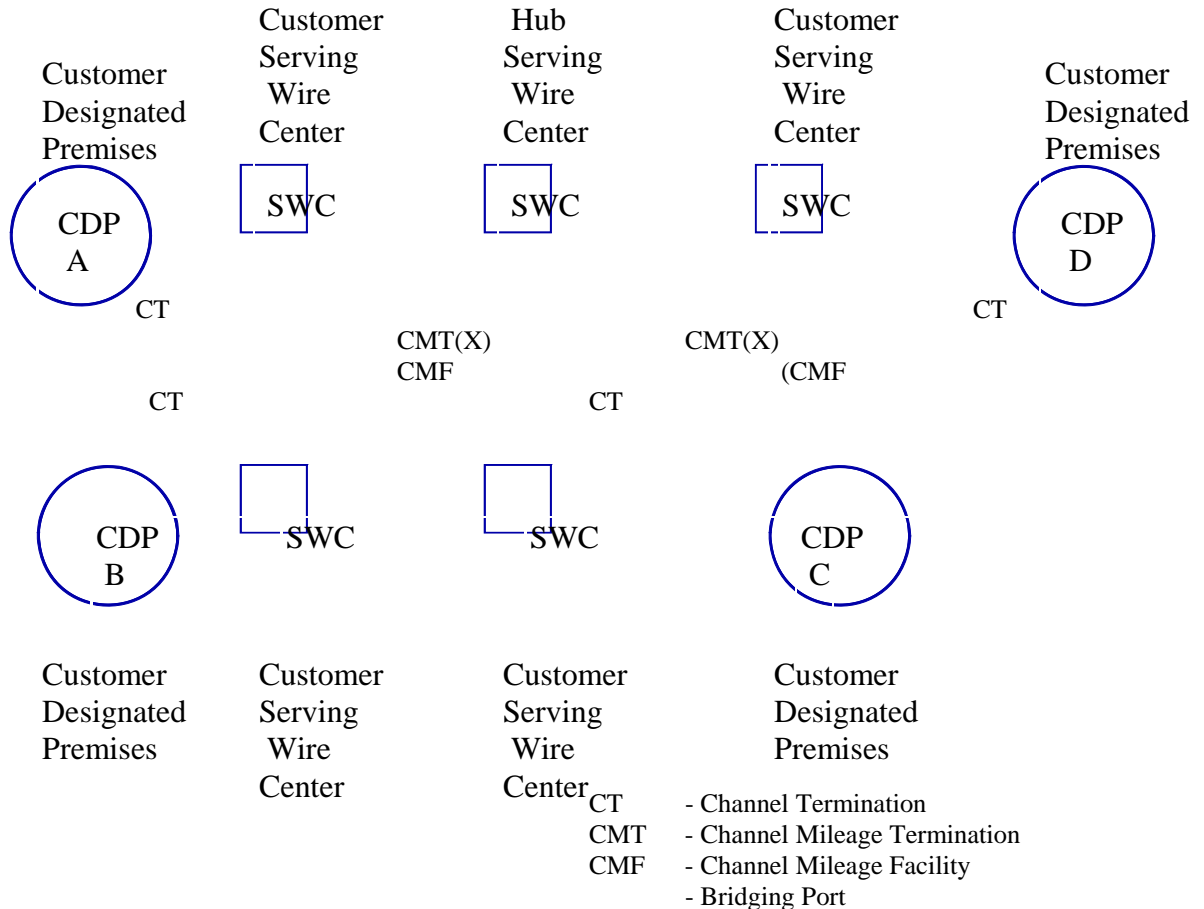 Customer
Serving
Wire
Center
Hub
Serving
Wire
Center
Customer
Serving
Wire
Center
Customer
Designated
Premises
Customer
Designated
Premises
CDP
A
SWC
SWC
SWC
CDP
D
CT
CT
CMT(X)
CMF
CMT(X)
(CMF
CT
CT
CDP
B
SWC
SWC
CDP
C
Customer
Designated
Premises
Customer
Serving
Wire
Center
Customer
Serving
Wire
Center
Customer
Designated
Premises
CT - Channel Termination
CMT - Channel Mileage Termination
CMF - Channel Mileage Facility
- Bridging Port